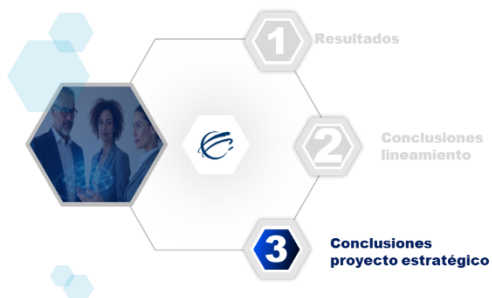 1
Resultados
2
Conclusiones
lineamiento
3
Conclusiones
proyecto estratégico